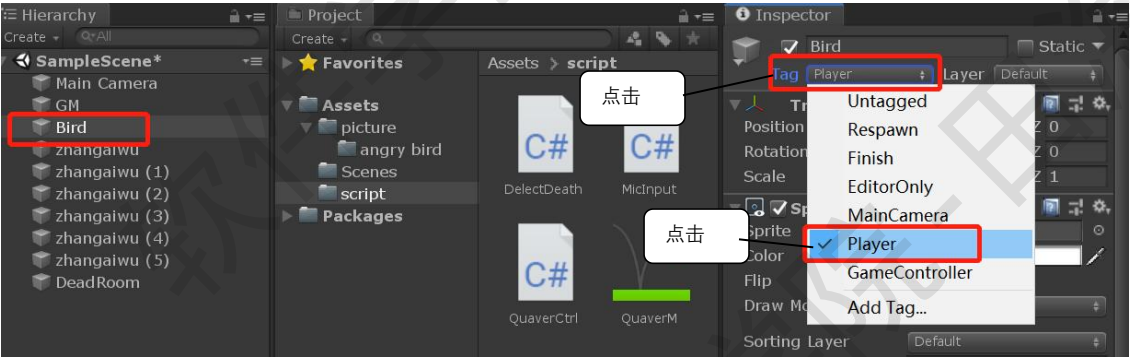 Hierarchy
Create
All
SampleScene*
Main Camera
GM
Bird
zhangaiwu
zhangaiwu (1)
zhangaiwu (2)
zhangaiwu (3)
zhangaiwu (4)
zhangaiwu (5)
DeadRoom
Project
Create
Favorites
Assets
picture
angry bird
Scenes
script
Packages
Assets > script
C#
DelectDeath
C#
MicInput
C#
QuaverCtrl
QuaverM
点击
点击
Inspector
Bird
Static
Tag Player Layer Default
Tr
Position Z 0
Rotation Z 0
Scale Z 1
Sp
Sprite
Color
Flip
Draw Mo
Sorting Layer Default
Untagged
Respawn
Finish
EditorOnly
MainCamera
Player
GameController
Add Tag...